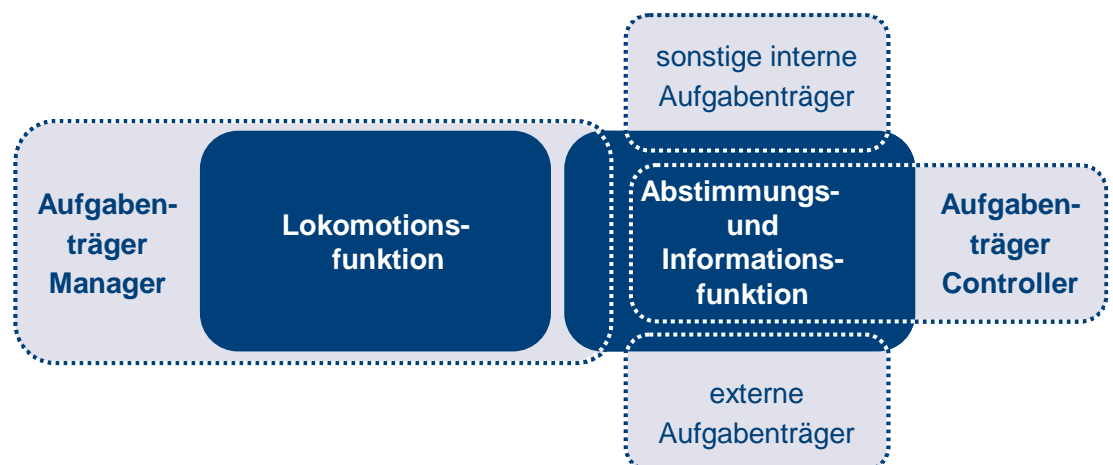 sonstige interne
Aufgabenträger
Aufgaben-
träger
Manager
Lokomotions-
funktion
Abstimmungs-
und
Informations-
funktion
Aufgaben-
träger
Controller
externe
Aufgabenträger